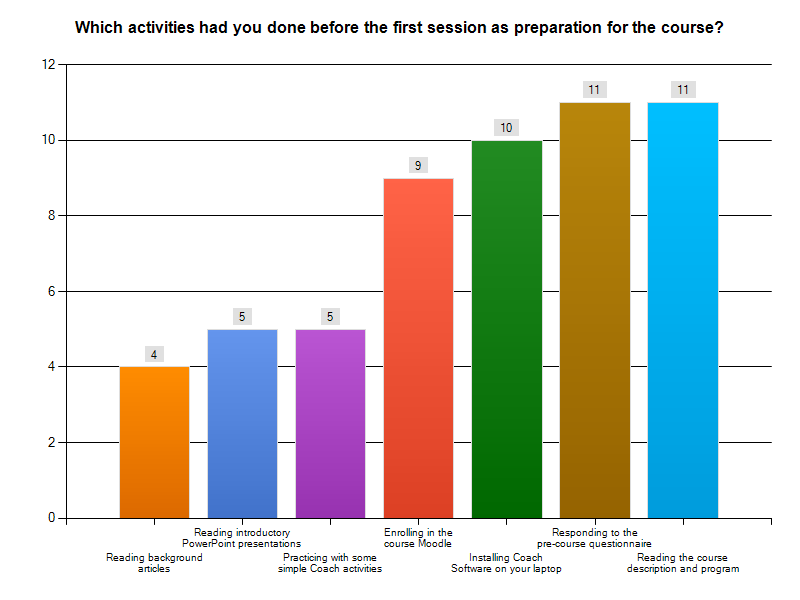 Which activities had you done before the first session as preparation for the course?
12
10
8
6
4
2
0
4
5
5
9
10
11
11
Reading background
articles
Reading introductory
PowerPoint presentations
Practicing with some
simple Coach activities
Enrolling in the
course Moodle
Installing Coach
Software on your laptop
Responding to the
pre-course questionnaire
Reading the course
description and program